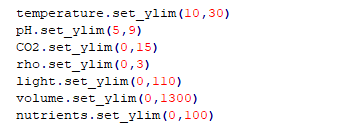 temperature.set_ylim(10,30)
pH.set_ylim(5,9)
CO2.set_ylim(0,15)
rho.set_ylim(0,3)
light.set_ylim(0,110)
volume.set_ylim(0,1300)
nutrients.set_ylim(0,100)